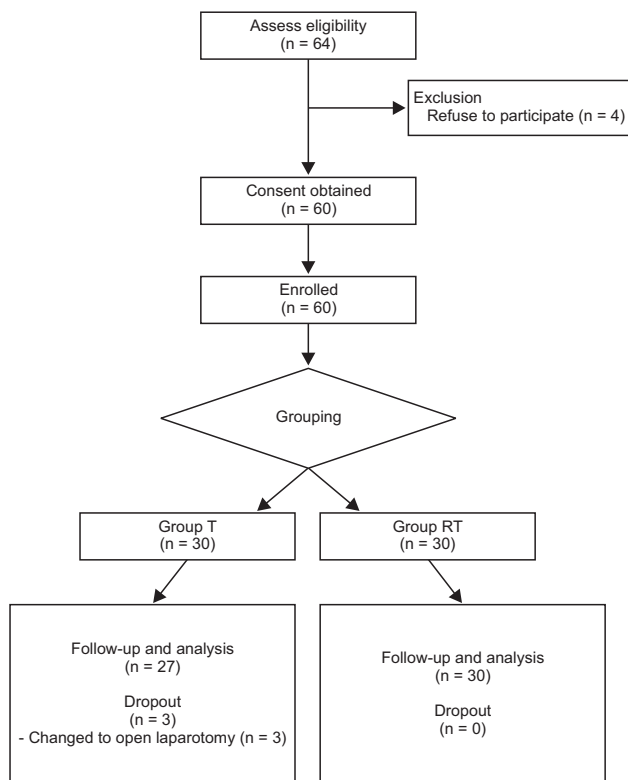 Assess eligibility
(n = 64)
Exclusion
Refuse to participate (n = 4)
Consent obtained
(n = 60)
Enrolled
(n = 60)
Grouping
Group T
(n = 30)
Group RT
(n = 30)
Follow-up and analysis
(n = 27)
Dropout
(n = 3)
- Changed to open laparotomy (n = 3)
Follow-up and analysis
(n = 30)
Dropout
(n = 0)